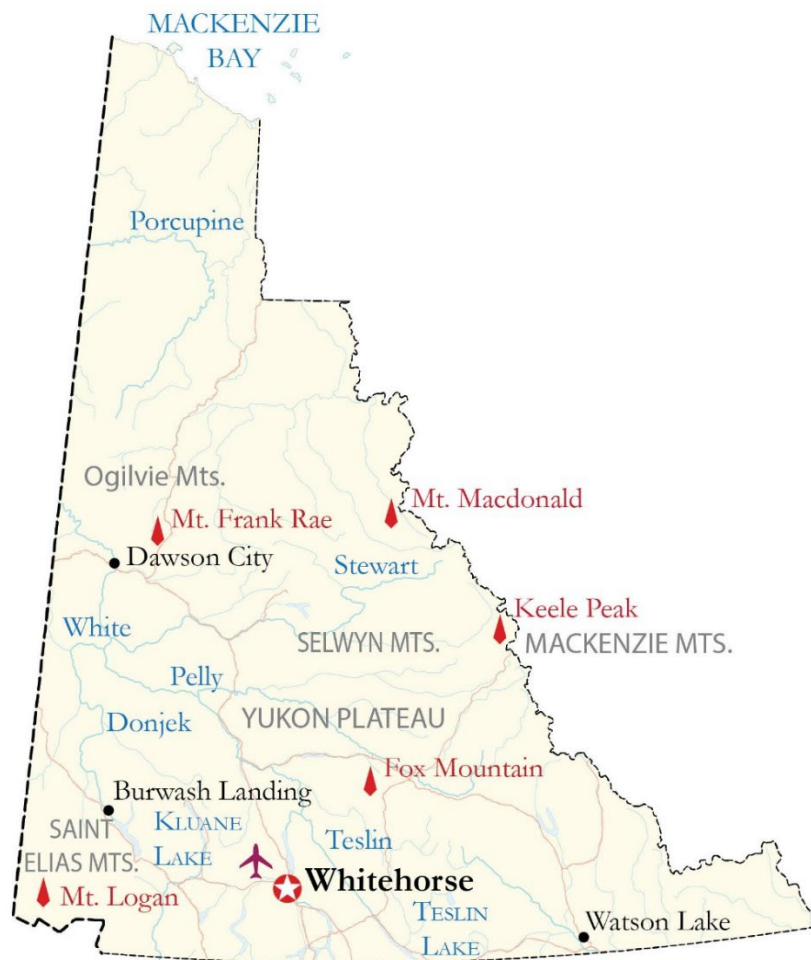 MACKENZIE
BAY
Porcupine
Ogilvie Mts.
Mt. Frank Rae
Mt. Macdonald
Dawson City
Stewart
Keele Peak
White
SELWYN MTS.
MACKENZIE MTS.
Pelly
Donjek
YUKON PLATEAU
Fox Mountain
Burwash Landing
KLUANE
LAKE
Teslin
SAINT
ELIAS MTS.
Whitehorse
Mt. Logan
TESLIN
LAKE
Watson Lake